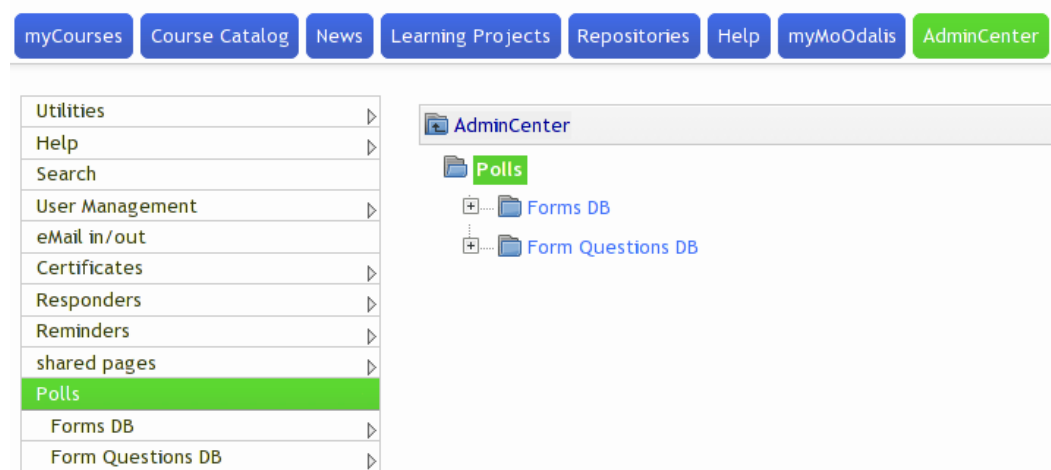 myCourses Course Catalog News Learning Projects Repositories Help myMoOdalis AdminCenter
Utilities
Help
Search
User Management
eMail in/out
Certificates
Responders
Reminders
shared pages
Polls
Forms DB
Form Questions DB
AdminCenter
Polls
Forms DB
Form Questions DB